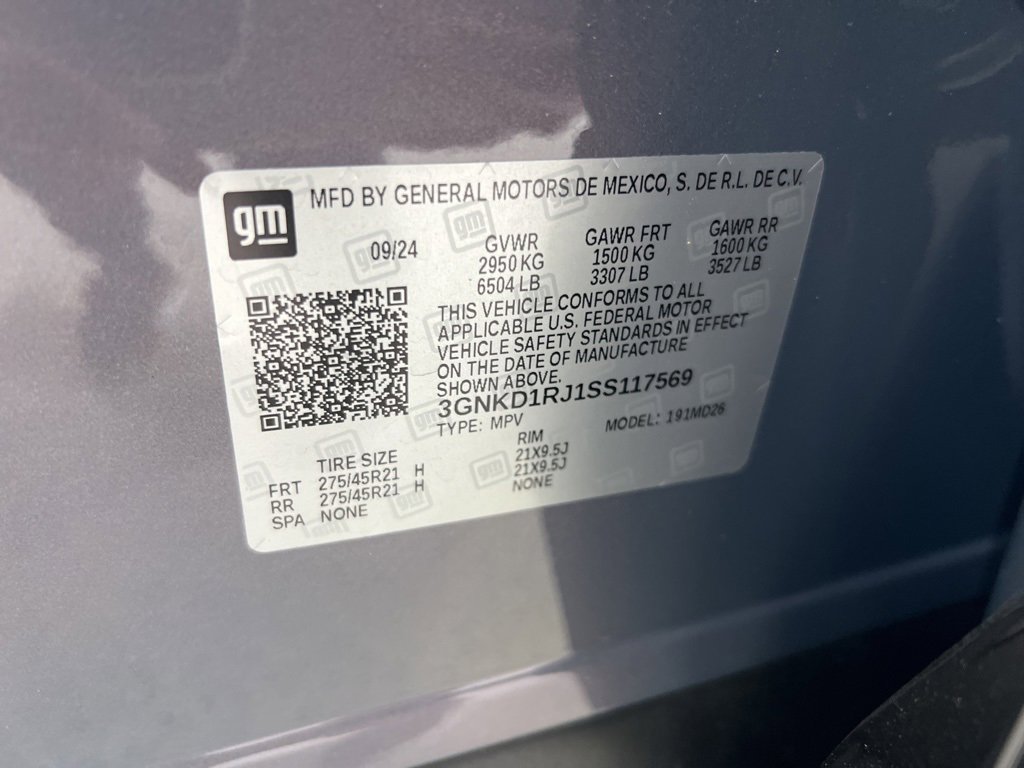 gm
MFD BY GENERAL MOTORS DE MEXICO, S. DE R.L. DE C.V.
09/24
GVWR
2950 KG
6504 LB
GAWR FRT
1500 KG
3307 LB
GAWR RR
1600 KG
3527 LB
THIS VEHICLE CONFORMS TO ALL
APPLICABLE U.S. FEDERAL MOTOR
VEHICLE SAFETY STANDARDS IN EFFECT
ON THE DATE OF MANUFACTURE
SHOWN ABOVE.
3GNKD1RJ1SS117569
TYPE: MPV MODEL: 191MD26
TIRE SIZE RIM
FRT 275/45R21 H 21X9.5J
RR 275/45R21 H 21X9.5J
SPA NONE NONE